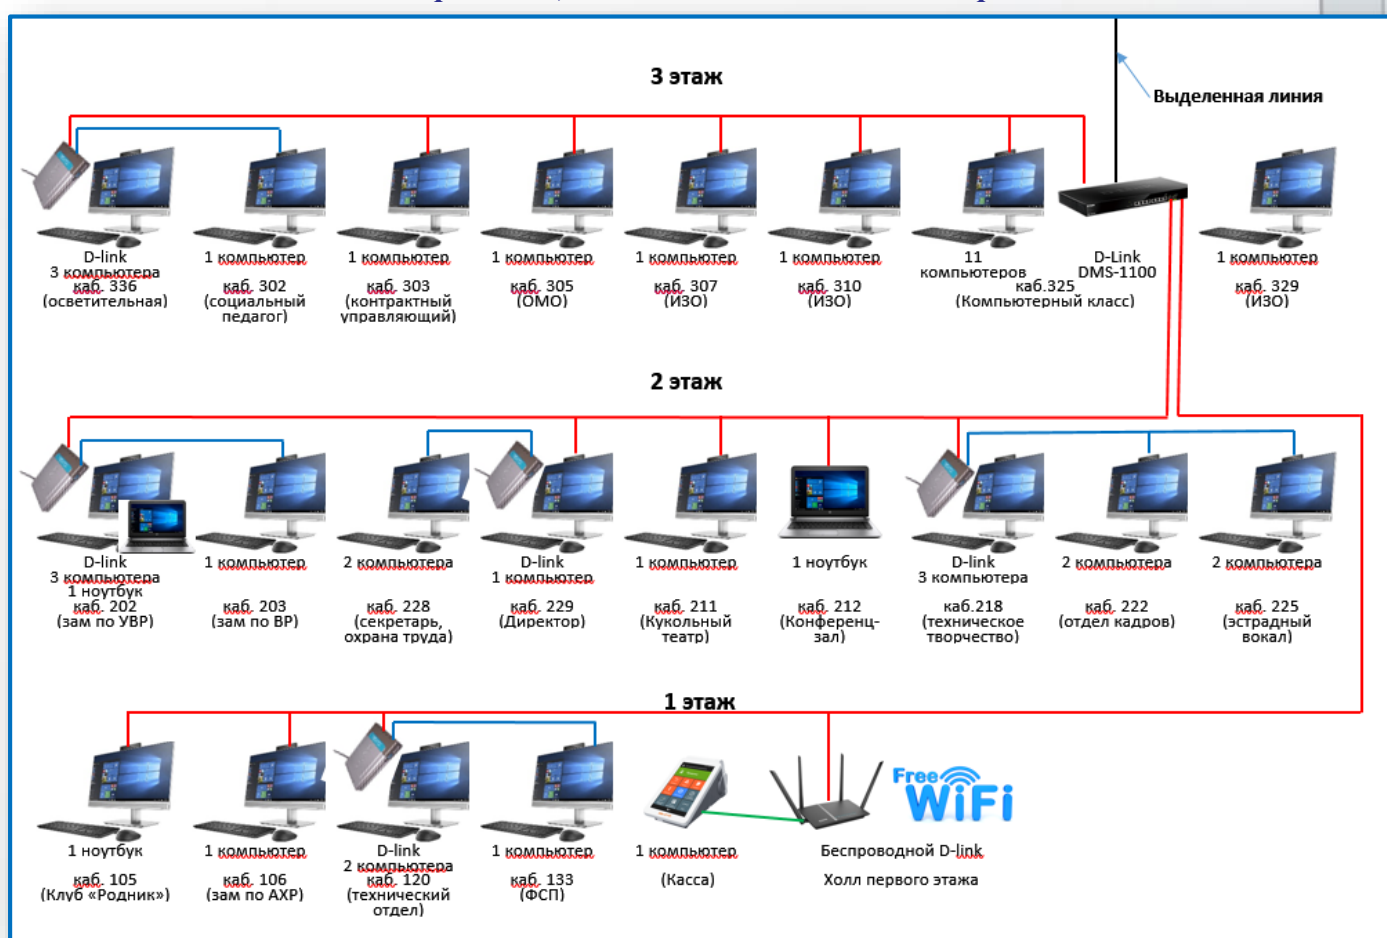 3 этаж
Выделенная линия
D-link
3 компьютера
каб. 336
(осветительная)
1 компьютер
каб. 302
(социальный
педагог)
1 компьютер
каб. 303
(контрактный
управляющий)
1 компьютер
каб. 305
(ОМО)
1 компьютер
каб. 307
(ИЗО)
1 компьютер
каб. 310
(ИЗО)
11
компьютеров
D-Link
DMS-1100
каб.325
(Компьютерный класс)
1 компьютер
каб. 329
(ИЗО)
2 этаж
D-link
3 компьютера
1 ноутбук
каб. 202
(зам по УВР)
1 компьютер
каб. 203
(зам по ВР)
2 компьютера
каб. 228
(секретарь,
охрана труда)
D-link
1 компьютер
каб. 229
(Директор)
1 компьютер
каб. 211
(Кукольный
театр)
1 ноутбук
каб. 212
(Конференц-
зал)
D-link
3 компьютера
каб.218
(техническое
творчество)
2 компьютера
каб. 222
(отдел кадров)
2 компьютера
каб. 225
(эстрадный
вокал)
1 этаж
1 ноутбук
каб. 105
(Клуб «Родник»)
1 компьютер
каб. 106
(зам по АХР)
D-link
2 компьютера
каб. 120
(технический
отдел)
1 компьютер
каб. 133
(ФСП)
1 компьютер
(Касса)
Free
WiFi
Беспроводной D-link
Холл первого этажа